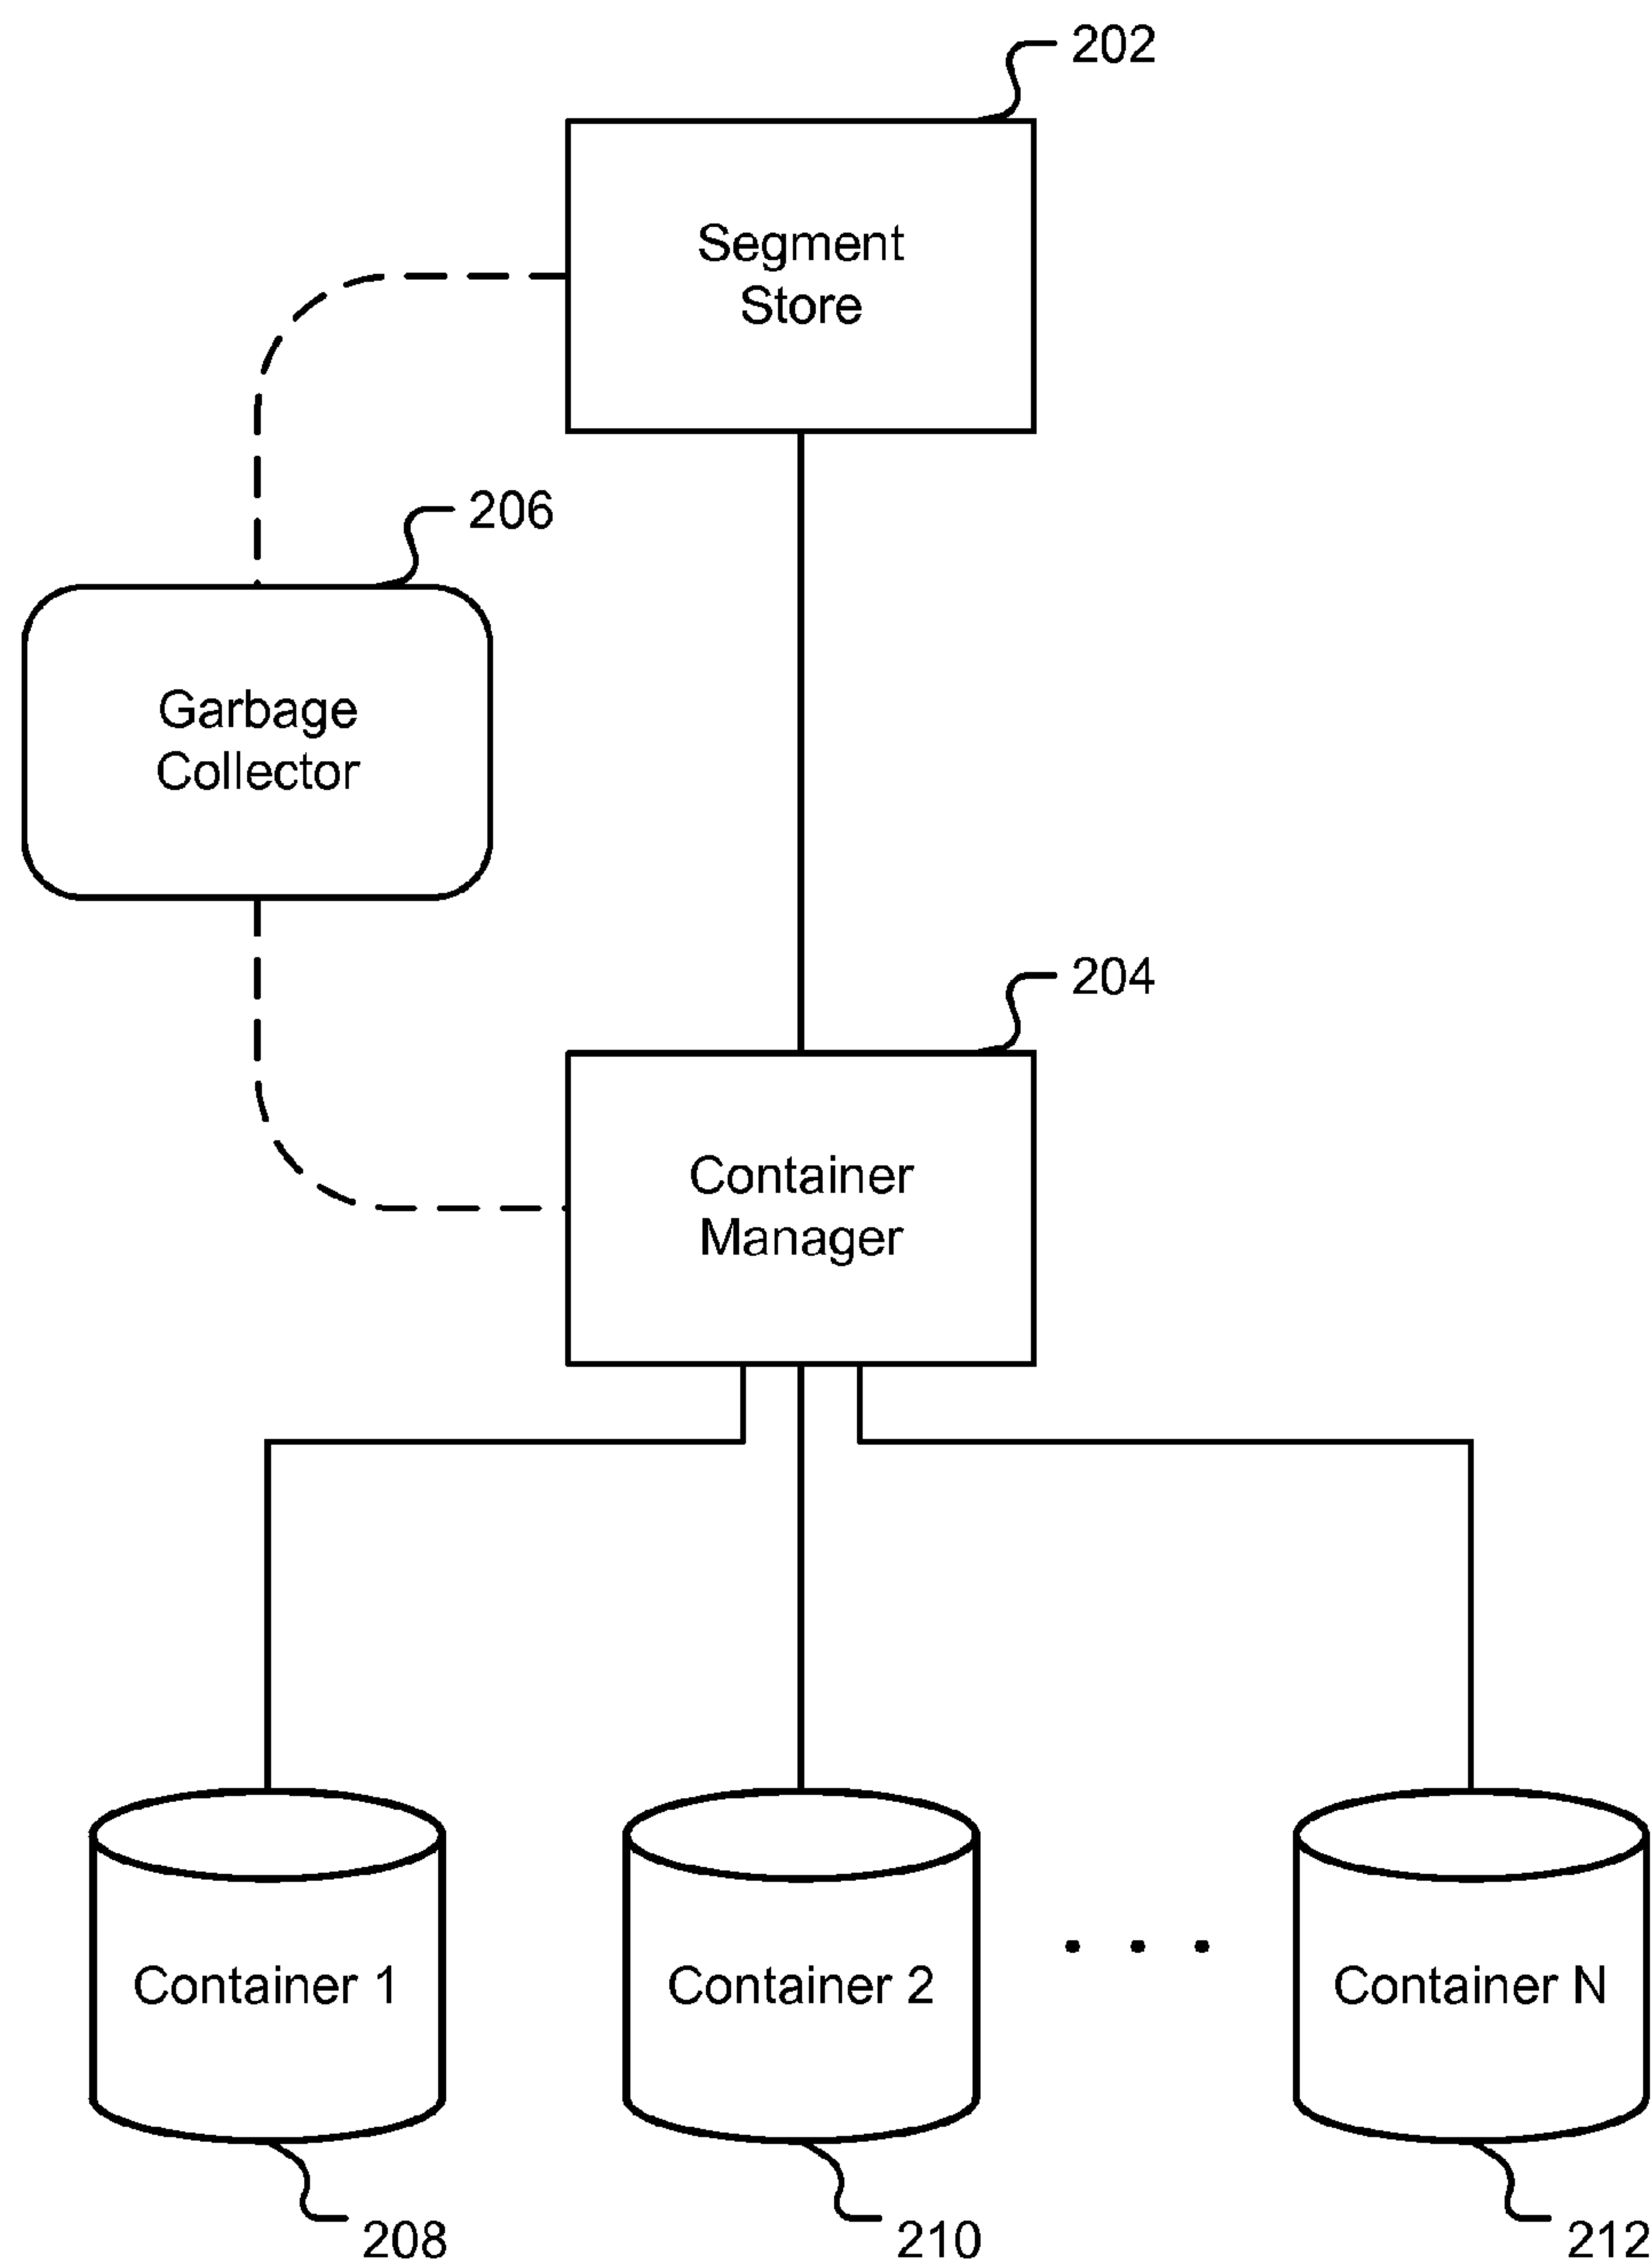 202
Segment
Store
206
Garbage
Collector
204
Container
Manager
Container 1
Container 2
Container N
208
210
212